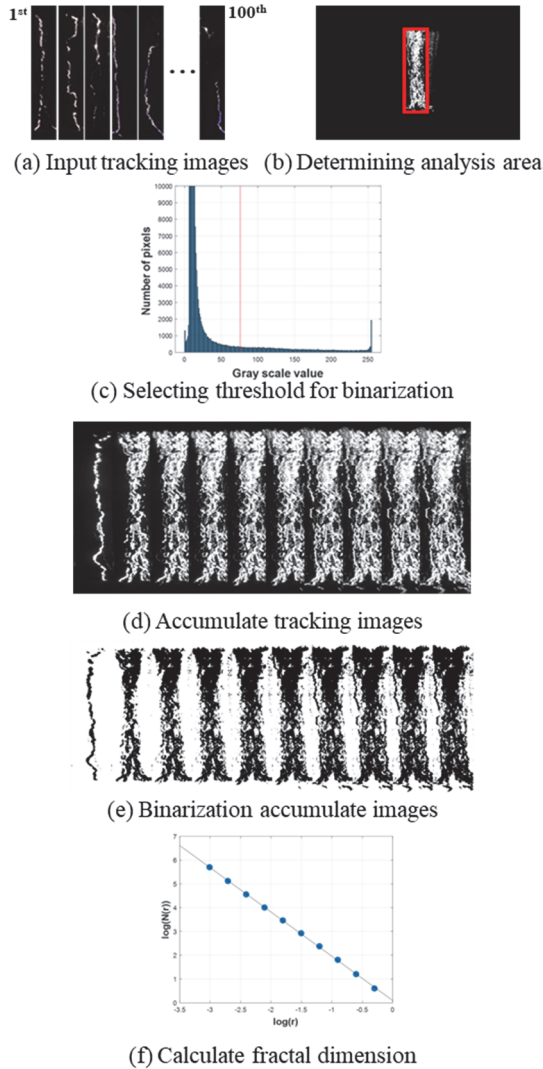 1st 100th
(a) Input tracking images (b) Determining analysis area
10000
9000
8000
7000
6000
5000
4000
3000
2000
1000
0
Number of pixels
0 50 100 150 200 250
Gray scale value
(c) Selecting threshold for binarization
(d) Accumulate tracking images
(e) Binarization accumulate images
7
6
5
4
3
2
1
0
log(N(r))
-3.5 -3 -2.5 -2 -1.5 -1 -0.5 0
log(r)
(f) Calculate fractal dimension